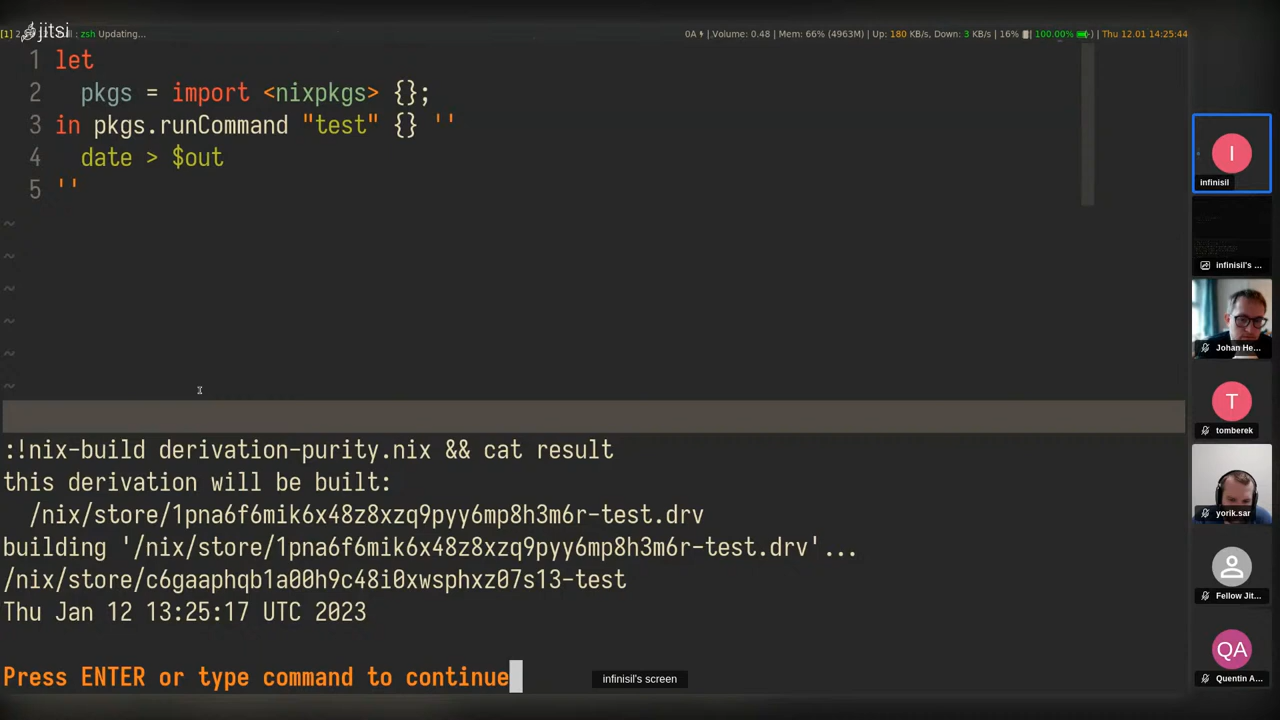 jitsi
zsh Updating...
0A Volume: 0.48 | Mem: 66% (4963M) | Up: 180 KB/s, Down: 3 KB/s | 16% | 100.00% | Thu 12.01 14:25:44
1 let
2 pkgs = import <nixpkgs> {};
3 in pkgs.runCommand "test" {} ''
4 date > $out
5 ''
~
~
~
~
~
~
:!nix-build derivation-purity.nix && cat result
this derivation will be built:
/nix/store/1pna6f6mik6x48z8xzq9pyy6mp8h3m6r-test.drv
building '/nix/store/1pna6f6mik6x48z8xzq9pyy6mp8h3m6r-test.drv'...
/nix/store/c6gaaphqb1a00h9c48i0xwsphxz07s13-test
Thu Jan 12 13:25:17 UTC 2023
Press ENTER or type command to continue
infinisil's screen
I
infinisil
infinisil's ...
Johan He...
T
tomberek
yorik.sar
Fellow Jit...
QA
Quentin A...